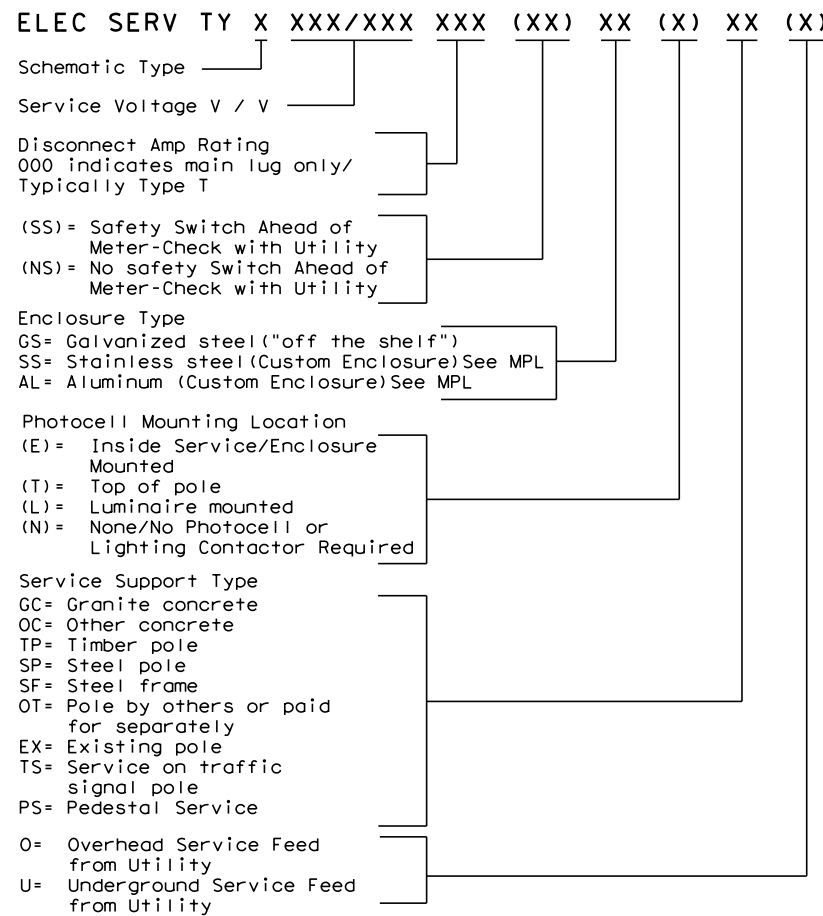 ELEC SERV TY X XXX/XXX XXX (XX) XX (X) XX (X)
Schematic Type
Service Voltage V / V
Disconnect Amp Rating
000 indicates main lug only/
Typically Type T
(SS)= Safety Switch Ahead of
Meter-Check with Utility
(NS)= No safety Switch Ahead of
Meter-Check with Utility
Enclosure Type
GS= Galvanized steel("off the shelf")
SS= Stainless steel(Custom Enclosure)See MPL
AL= Aluminum (Custom Enclosure)See MPL
Photocell Mounting Location
(E)= Inside Service/Enclosure
Mounted
(T)= Top of pole
(L)= Luminaire mounted
(N)= None/No Photocell or
Lighting Contactor Required
Service Support Type
GC= Granite concrete
OC= Other concrete
TP= Timber pole
SP= Steel pole
SF= Steel frame
OT= Pole by others or paid
for separately
EX= Existing pole
TS= Service on traffic
signal pole
PS= Pedestal Service
O= Overhead Service Feed
from Utility
U= Underground Service Feed
from Utility